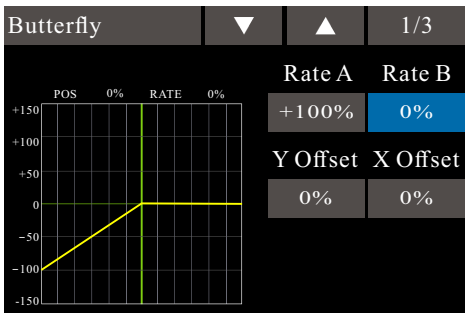 Butterfly ▼ ▲ 1/3
Rate A Rate B
POS 0% RATE 0%
+150
+100% 0%
+100
Y Offset X Offset
+50
0% 0%
0
−50
−100
-150